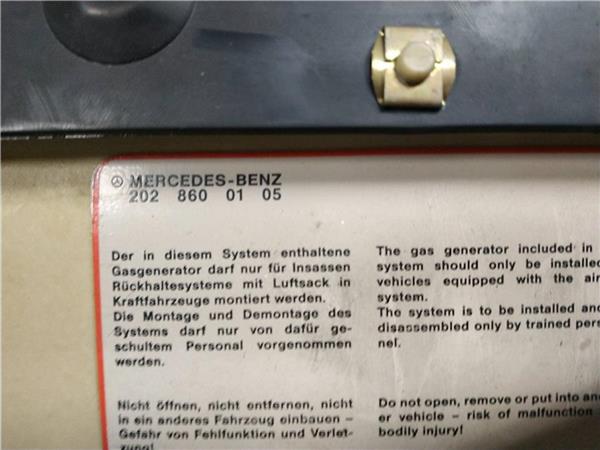 MERCEDES-BENZ
202 860 01 05
Der in diesem System enthaltene
Gasgenerator darf nur für Insassen
Rückhaltesysteme mit Luftsack in
Kraftfahrzeuge montiert werden.
Die Montage und Demontage des
Systems darf nur von dafür ge-
schultem Personal vorgenommen
werden.
The gas generator included in
system should only be installed
vehicles equipped with the air
system.
The system is to be installed and
disassembled only by trained pers
nel.
Nicht öffnen, nicht entfernen, nicht
in ein anderes Fahrzeug einbauen –
Gefahr von Fehlfunktion und Verlet-
zung!
Do not open, remove or put into an
er vehicle – risk of malfunction
bodily injury!